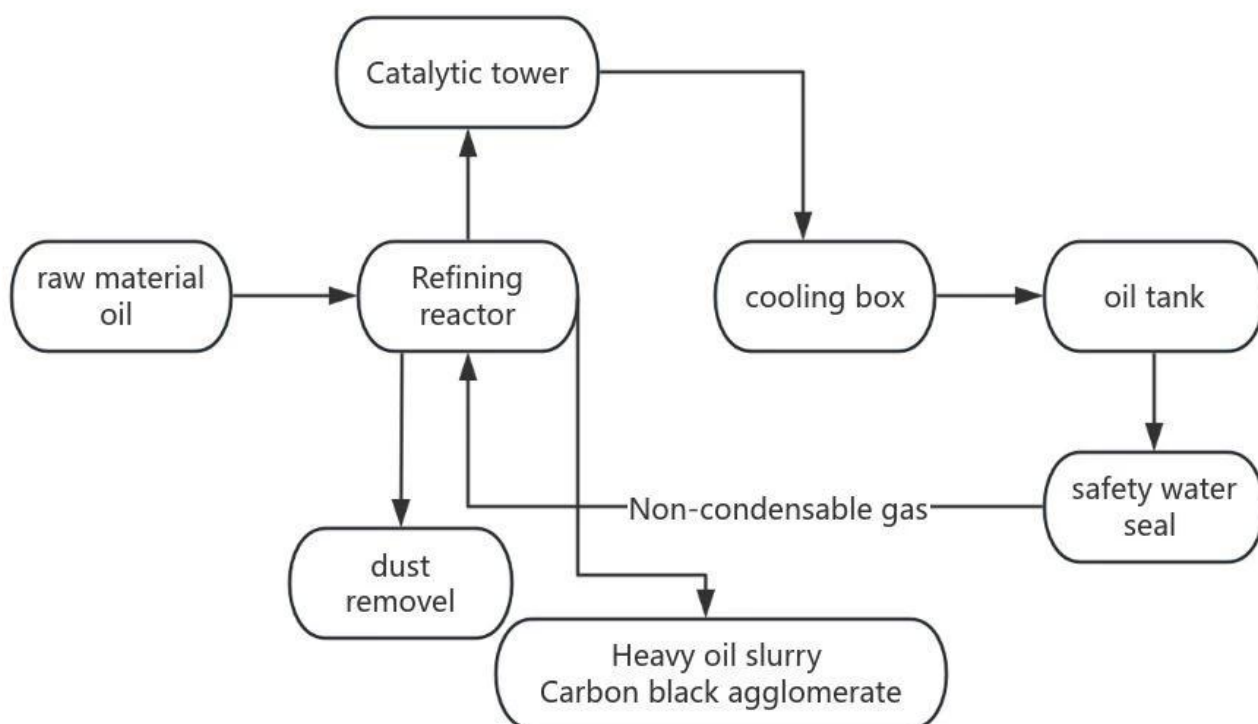 Catalytic tower
raw material
oil
Refining
reactor
cooling box
oil tank
Non-condensable gas
safety water
seal
dust
removel
Heavy oil slurry
Carbon black agglomerate